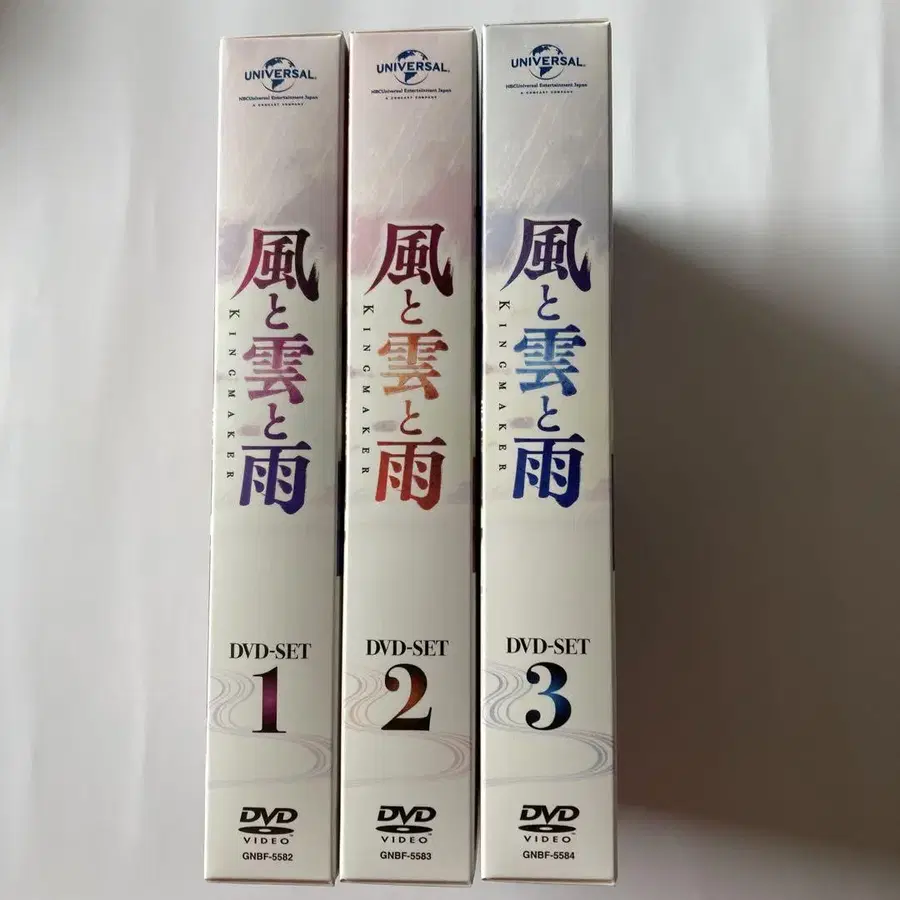 UNIVERSAL
NBCUniversal Entertainment Japan
A COMCAST COMPANY
風と雲と雨
KINGMAKER
DVD-SET
1
DVD
VIDEO
GNBF-5582
UNIVERSAL
NBCUniversal Entertainment Japan
A COMCAST COMPANY
風と雲と雨
KINGMAKER
DVD-SET
2
DVD
VIDEO
GNBF-5583
UNIVERSAL
NBCUniversal Entertainment Japan
A COMCAST COMPANY
風と雲と雨
KINGMAKER
DVD-SET
3
DVD
VIDEO
GNBF-5584